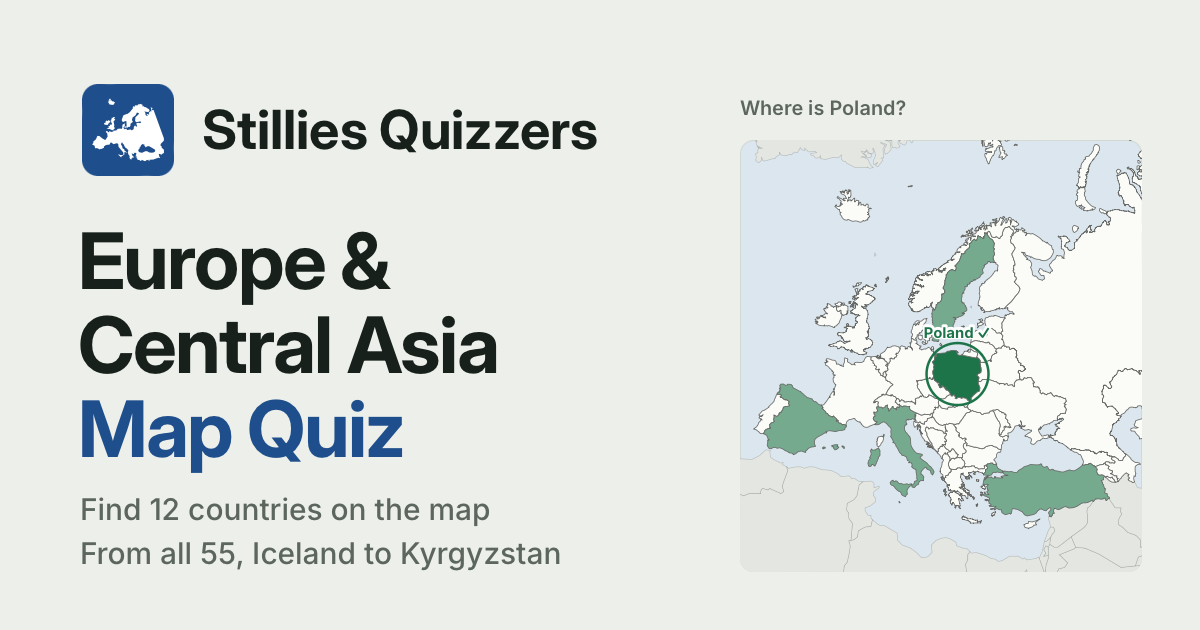 Stillies Quizzers
Europe &
Central Asia
Map Quiz
Find 12 countries on the map
From all 55, Iceland to Kyrgyzstan
Where is Poland?
Poland ✓